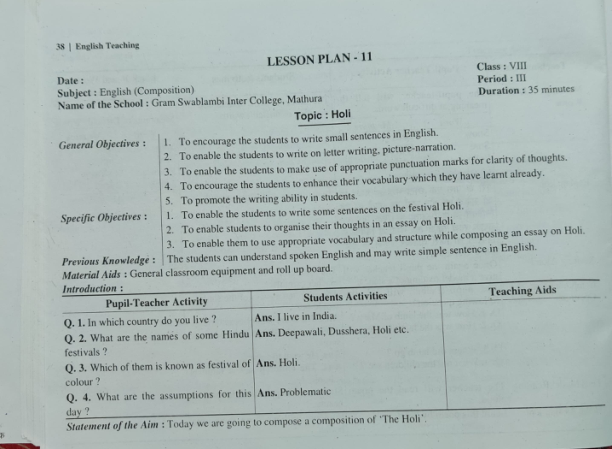 38 | English Teaching
LESSON PLAN - 11
Date :
Class : VIII
Subject : English (Composition)
Period : III
Name of the School : Gram Swablambi Inter College, Mathura
Duration : 35 minutes
Topic : Holi
General Objectives : 1. To encourage the students to write small sentences in English.
2. To enable the students to write on letter writing, picture-narration.
3. To enable the students to make use of appropriate punctuation marks for clarity of thoughts.
4. To encourage the students to enhance their vocabulary which they have learnt already.
5. To promote the writing ability in students.
Specific Objectives : 1. To enable the students to write some sentences on the festival Holi.
2. To enable students to organise their thoughts in an essay on Holi.
3. To enable them to use appropriate vocabulary and structure while composing an essay on Holi.
Previous Knowledge : The students can understand spoken English and may write simple sentence in English.
Material Aids : General classroom equipment and roll up board.
Introduction :
Pupil-Teacher Activity Students Activities Teaching Aids
Q. 1. In which country do you live ? Ans. I live in India.
Q. 2. What are the names of some Hindu Ans. Deepawali, Dusshera, Holi etc.
festivals ?
Q. 3. Which of them is known as festival of Ans. Holi.
colour ?
Q. 4. What are the assumptions for this Ans. Problematic
day ?
Statement of the Aim : Today we are going to compose a composition of 'The Holi'.